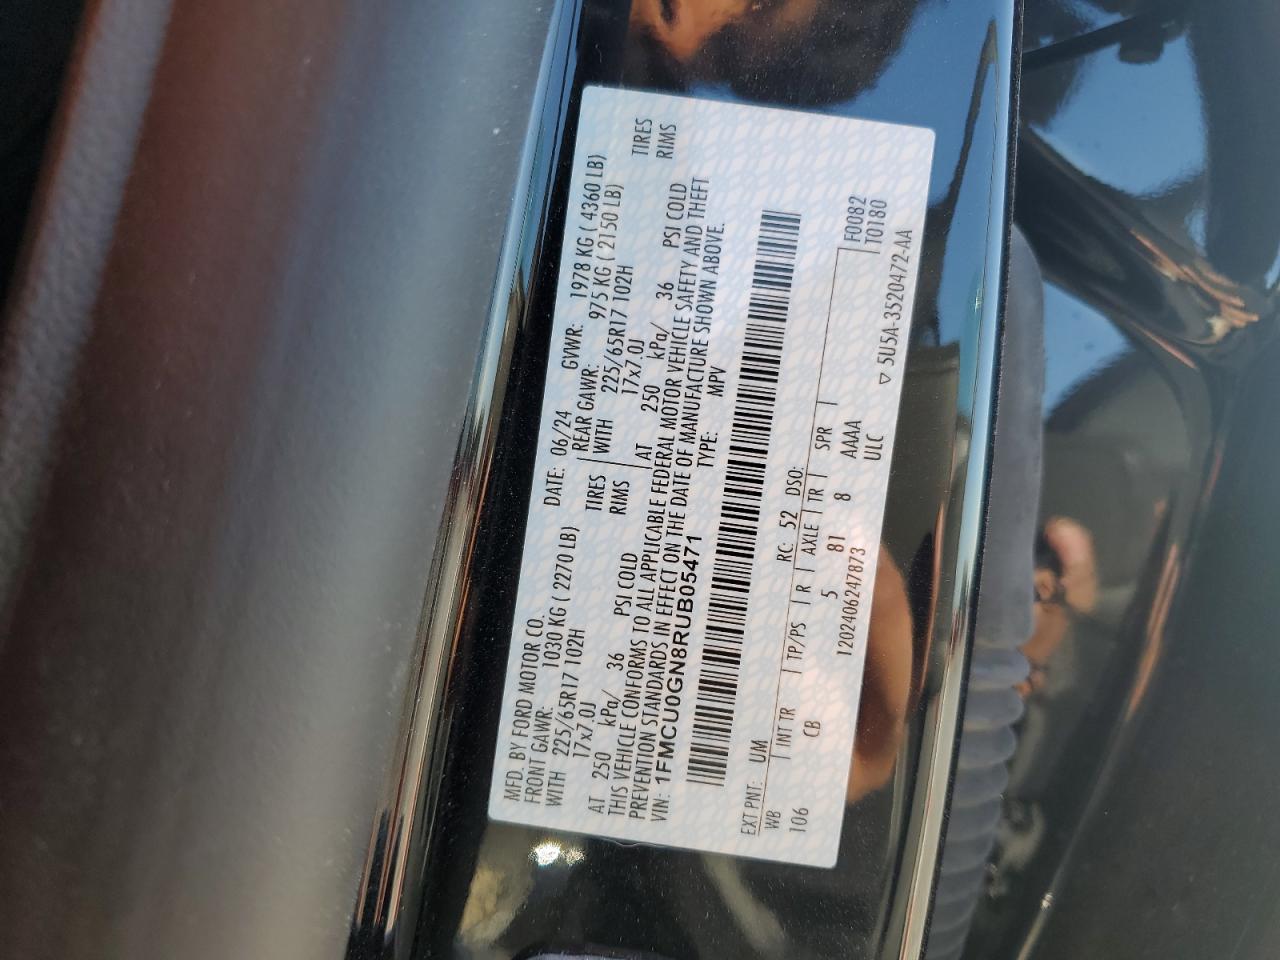 MFD. BY FORD MOTOR CO.
DATE: 06/24 GVWR: 1978 KG ( 4360 LB)
FRONT GAWR: 1030 KG ( 2270 LB) REAR GAWR: 975 KG ( 2150 LB)
WITH 225/65R17 102H TIRES WITH 225/65R17 102H TIRES
17x7.0J RIMS 17x7.0J RIMS
AT 250 kPa/ 36 PSI COLD AT 250 kPa/ 36 PSI COLD
THIS VEHICLE CONFORMS TO ALL APPLICABLE FEDERAL MOTOR VEHICLE SAFETY AND THEFT
PREVENTION STANDARDS IN EFFECT ON THE DATE OF MANUFACTURE SHOWN ABOVE.
VIN: 1FMCU0GN8RUB05471 TYPE: MPV
EXT PNT: UM RC: 52 DSO: F0082
WB INT TR TP/PS R AXLE TR SPR T0180
106 CB 5 81 8 AAAA
ULC
1202406247873 ▽ 5U5A-3520472-AA